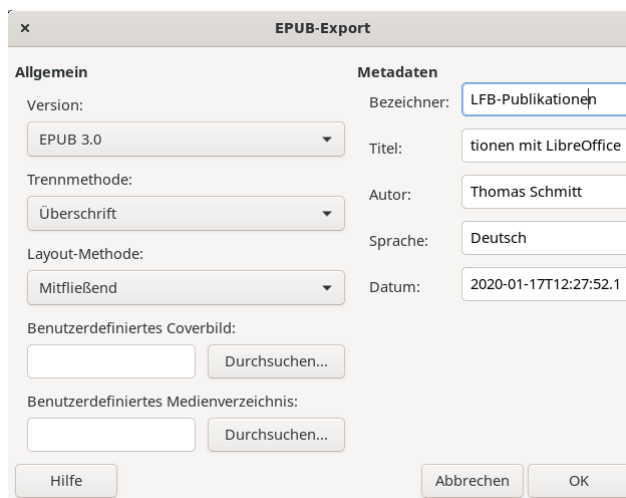 × EPUB-Export
Allgemein
Version:
EPUB 3.0
Trennmethode:
Überschrift
Layout-Methode:
Mitfließend
Benutzerdefiniertes Coverbild:
Durchsuchen...
Benutzerdefiniertes Medienverzeichnis:
Durchsuchen...
Metadaten
Bezeichner: LFB-Publikationen
Titel: tionen mit LibreOffice
Autor: Thomas Schmitt
Sprache: Deutsch
Datum: 2020-01-17T12:27:52.1
Hilfe Abbrechen OK